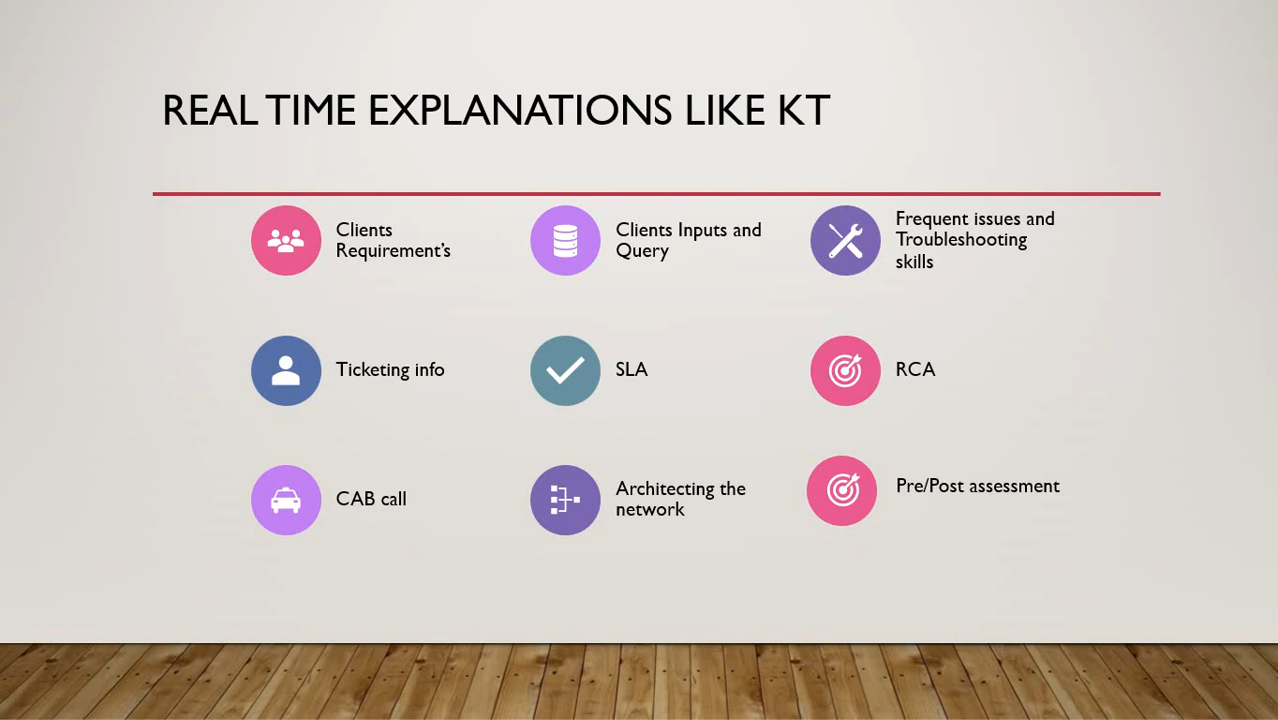 REAL TIME EXPLANATIONS LIKE KT
Clients
Requirement's
Clients Inputs and
Query
Frequent issues and
Troubleshooting
skills
Ticketing info
SLA
RCA
CAB call
Architecting the
network
Pre/Post assessment